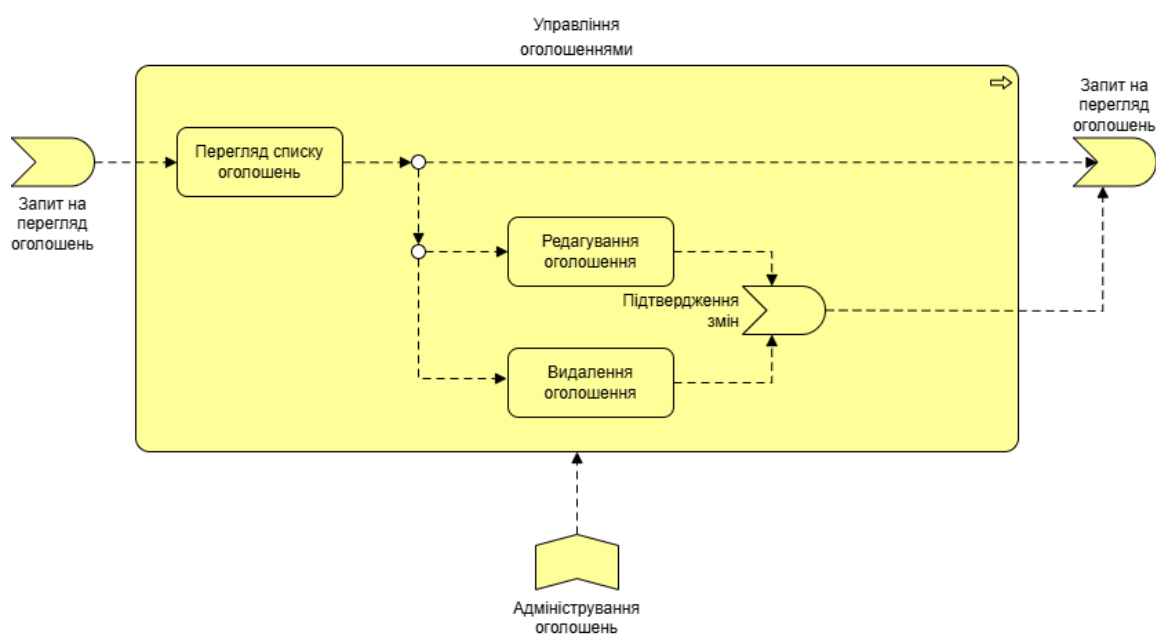 Управління
оголошеннями
Запит на
перегляд
оголошень
Перегляд списку
оголошень
Запит на
перегляд
оголошень
Редагування
оголошення
Підтвердження
змін
Видалення
оголошення
Адміністрування
оголошень